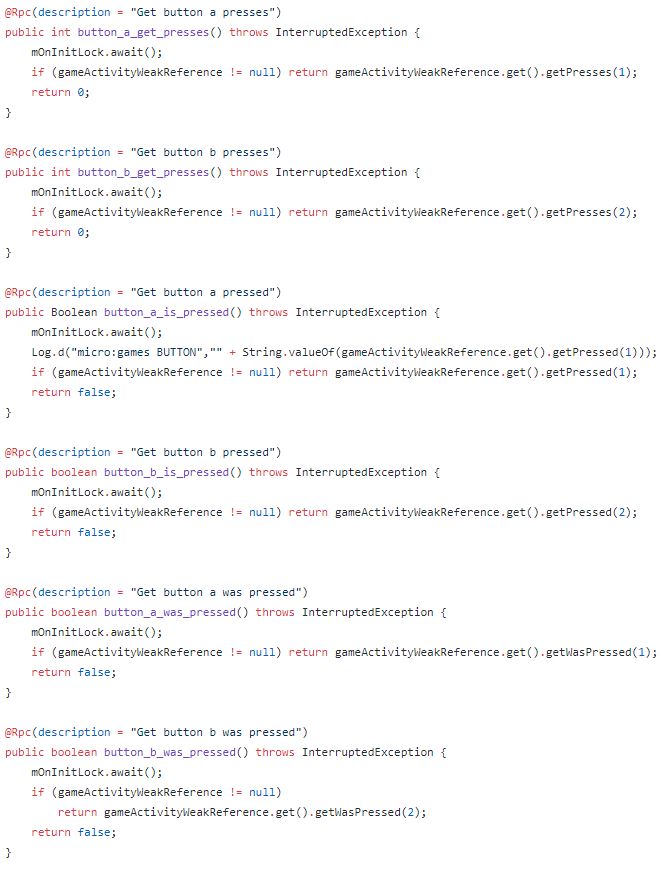 @Rpc(description = "Get button a presses")
public int button_a_get_presses() throws InterruptedException {
    mOnInitLock.await();
    if (gameActivityWeakReference != null) return gameActivityWeakReference.get().getPresses(1);
    return 0;
}

@Rpc(description = "Get button b presses")
public int button_b_get_presses() throws InterruptedException {
    mOnInitLock.await();
    if (gameActivityWeakReference != null) return gameActivityWeakReference.get().getPresses(2);
    return 0;
}

@Rpc(description = "Get button a pressed")
public Boolean button_a_is_pressed() throws InterruptedException {
    mOnInitLock.await();
    Log.d("micro:games BUTTON","" + String.valueOf(gameActivityWeakReference.get().getPressed(1)));
    if (gameActivityWeakReference != null) return gameActivityWeakReference.get().getPressed(1);
    return false;
}

@Rpc(description = "Get button b pressed")
public boolean button_b_is_pressed() throws InterruptedException {
    mOnInitLock.await();
    if (gameActivityWeakReference != null) return gameActivityWeakReference.get().getPressed(2);
    return false;
}

@Rpc(description = "Get button a was pressed")
public boolean button_a_was_pressed() throws InterruptedException {
    mOnInitLock.await();
    if (gameActivityWeakReference != null) return gameActivityWeakReference.get().getWasPressed(1);
    return false;
}

@Rpc(description = "Get button b was pressed")
public boolean button_b_was_pressed() throws InterruptedException {
    mOnInitLock.await();
    if (gameActivityWeakReference != null)
        return gameActivityWeakReference.get().getWasPressed(2);
    return false;
}